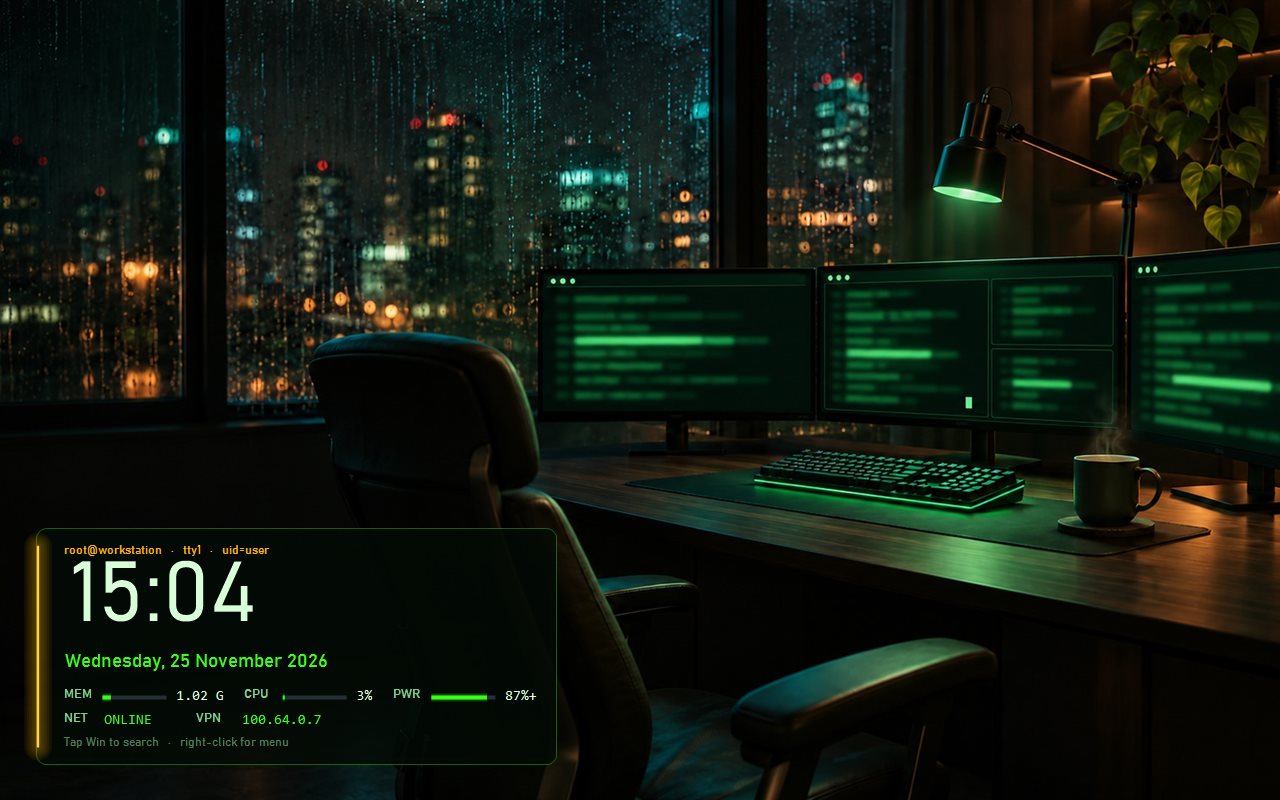 root@workstation · tty1 · uid=user
15:04
Wednesday, 25 November 2026
MEM 1.02 G CPU 3% PWR 87%+
NET ONLINE VPN 100.64.0.7
Tap Win to search · right-click for menu